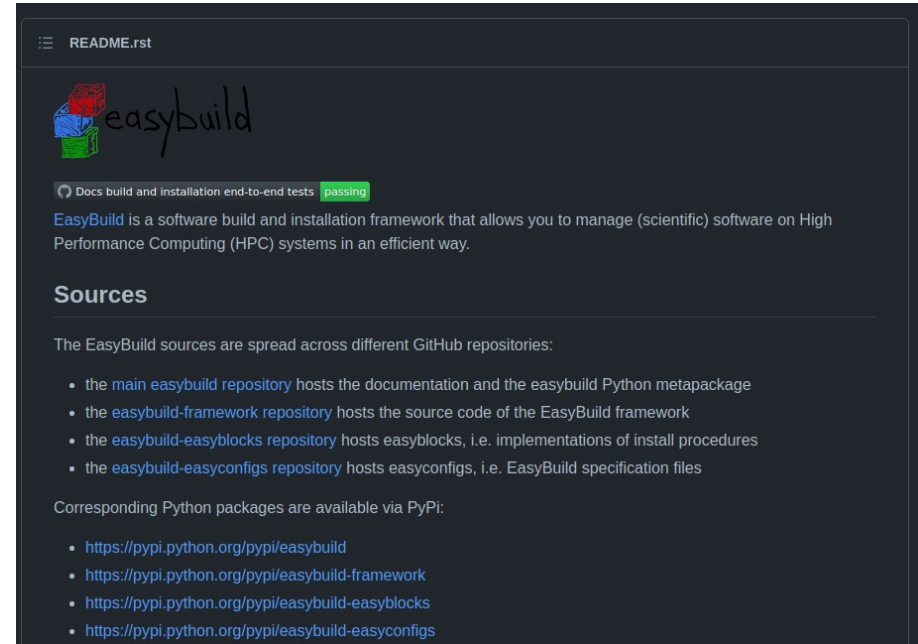 README.rst
easybuild
Docs build and installation end-to-end tests passing
EasyBuild is a software build and installation framework that allows you to manage (scientific) software on High
Performance Computing (HPC) systems in an efficient way.
Sources
The EasyBuild sources are spread across different GitHub repositories:
• the main easybuild repository hosts the documentation and the easybuild Python metapackage
• the easybuild-framework repository hosts the source code of the EasyBuild framework
• the easybuild-easyblocks repository hosts easyblocks, i.e. implementations of install procedures
• the easybuild-easyconfigs repository hosts easyconfigs, i.e. EasyBuild specification files
Corresponding Python packages are available via PyPi:
• https://pypi.python.org/pypi/easybuild
• https://pypi.python.org/pypi/easybuild-framework
• https://pypi.python.org/pypi/easybuild-easyblocks
• https://pypi.python.org/pypi/easybuild-easyconfigs